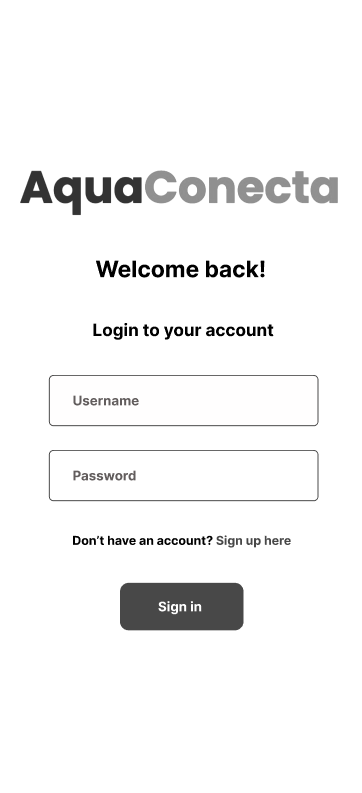 AquaConecta
Welcome back!
Login to your account
Username
Password
Don’t have an account? Sign up here
Sign in